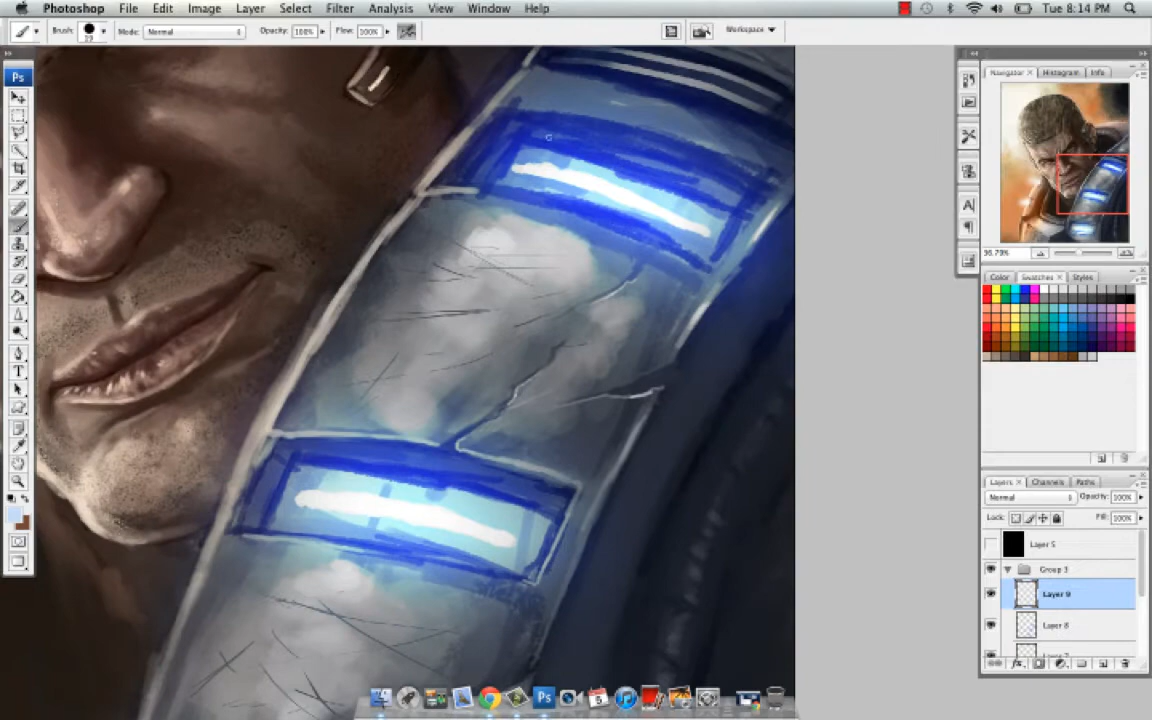 Photoshop File Edit Image Layer Select Filter Analysis View Window Help Tue 8:14 PM
Brush: Mode: Normal Opacity: 100% Flow: 100% Workspace
Ps
Navigator Histogram Info
Color Swatches Styles
Layers Channels Paths
Normal Opacity: 100%
Lock: Fill: 100%
Layer 5
Group 3
Layer 9
Layer 8